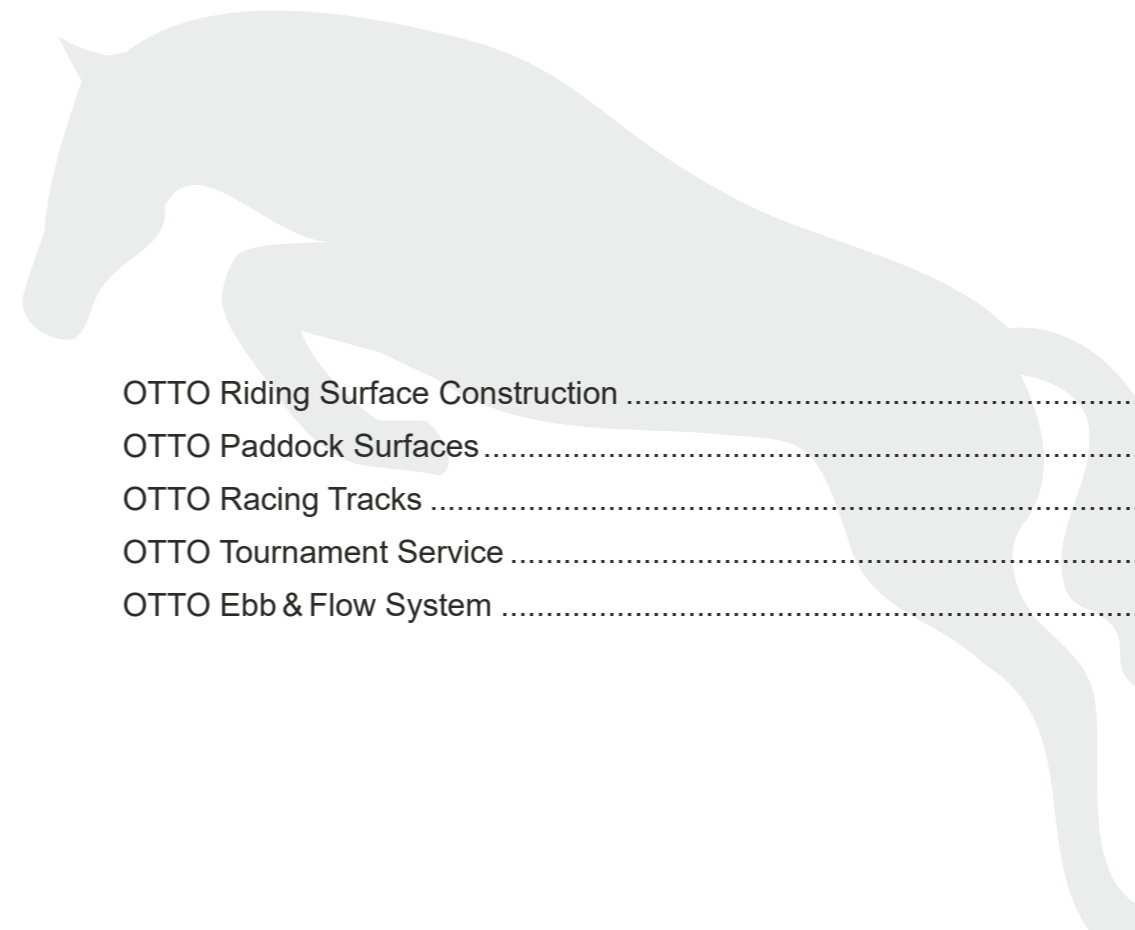 OTTO Riding Surface Construction ..........................................................
OTTO Paddock Surfaces..........................................................................
OTTO Racing Tracks ................................................................................
OTTO Tournament Service .......................................................................
OTTO Ebb & Flow System ........................................................................